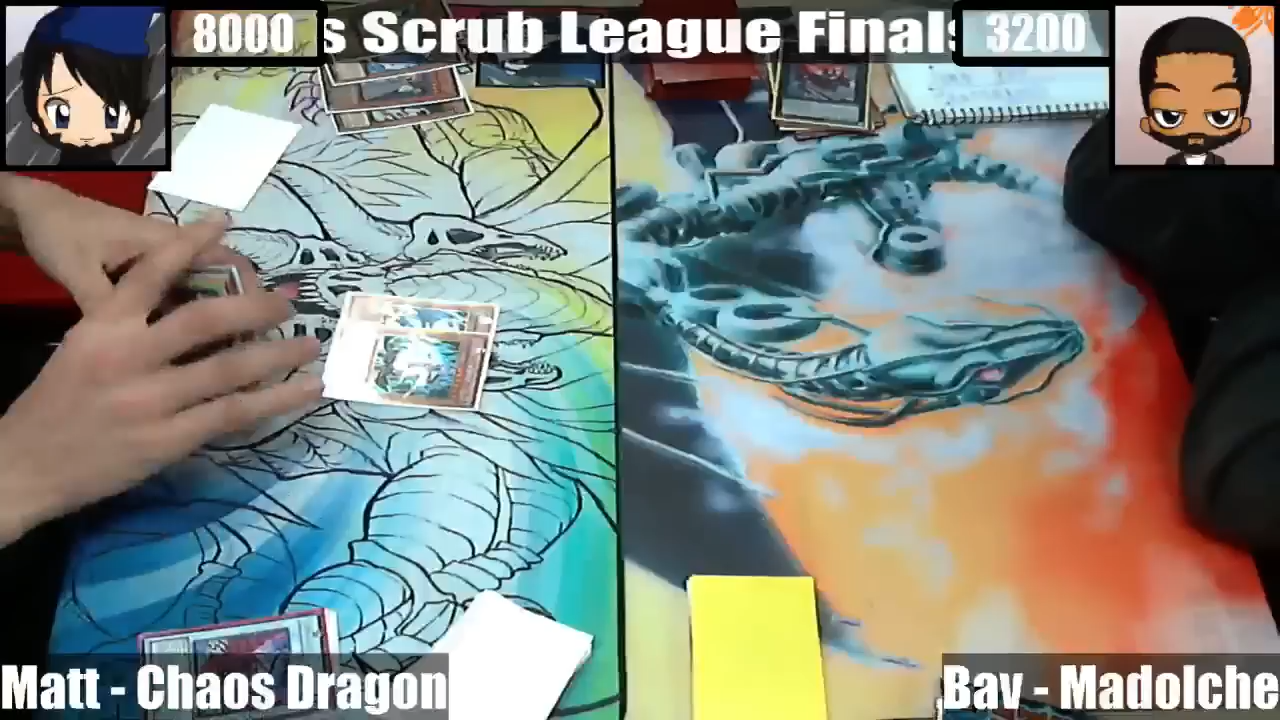 8000
s Scrub League Finals
3200
Matt - Chaos Dragon
Bav - Madolche